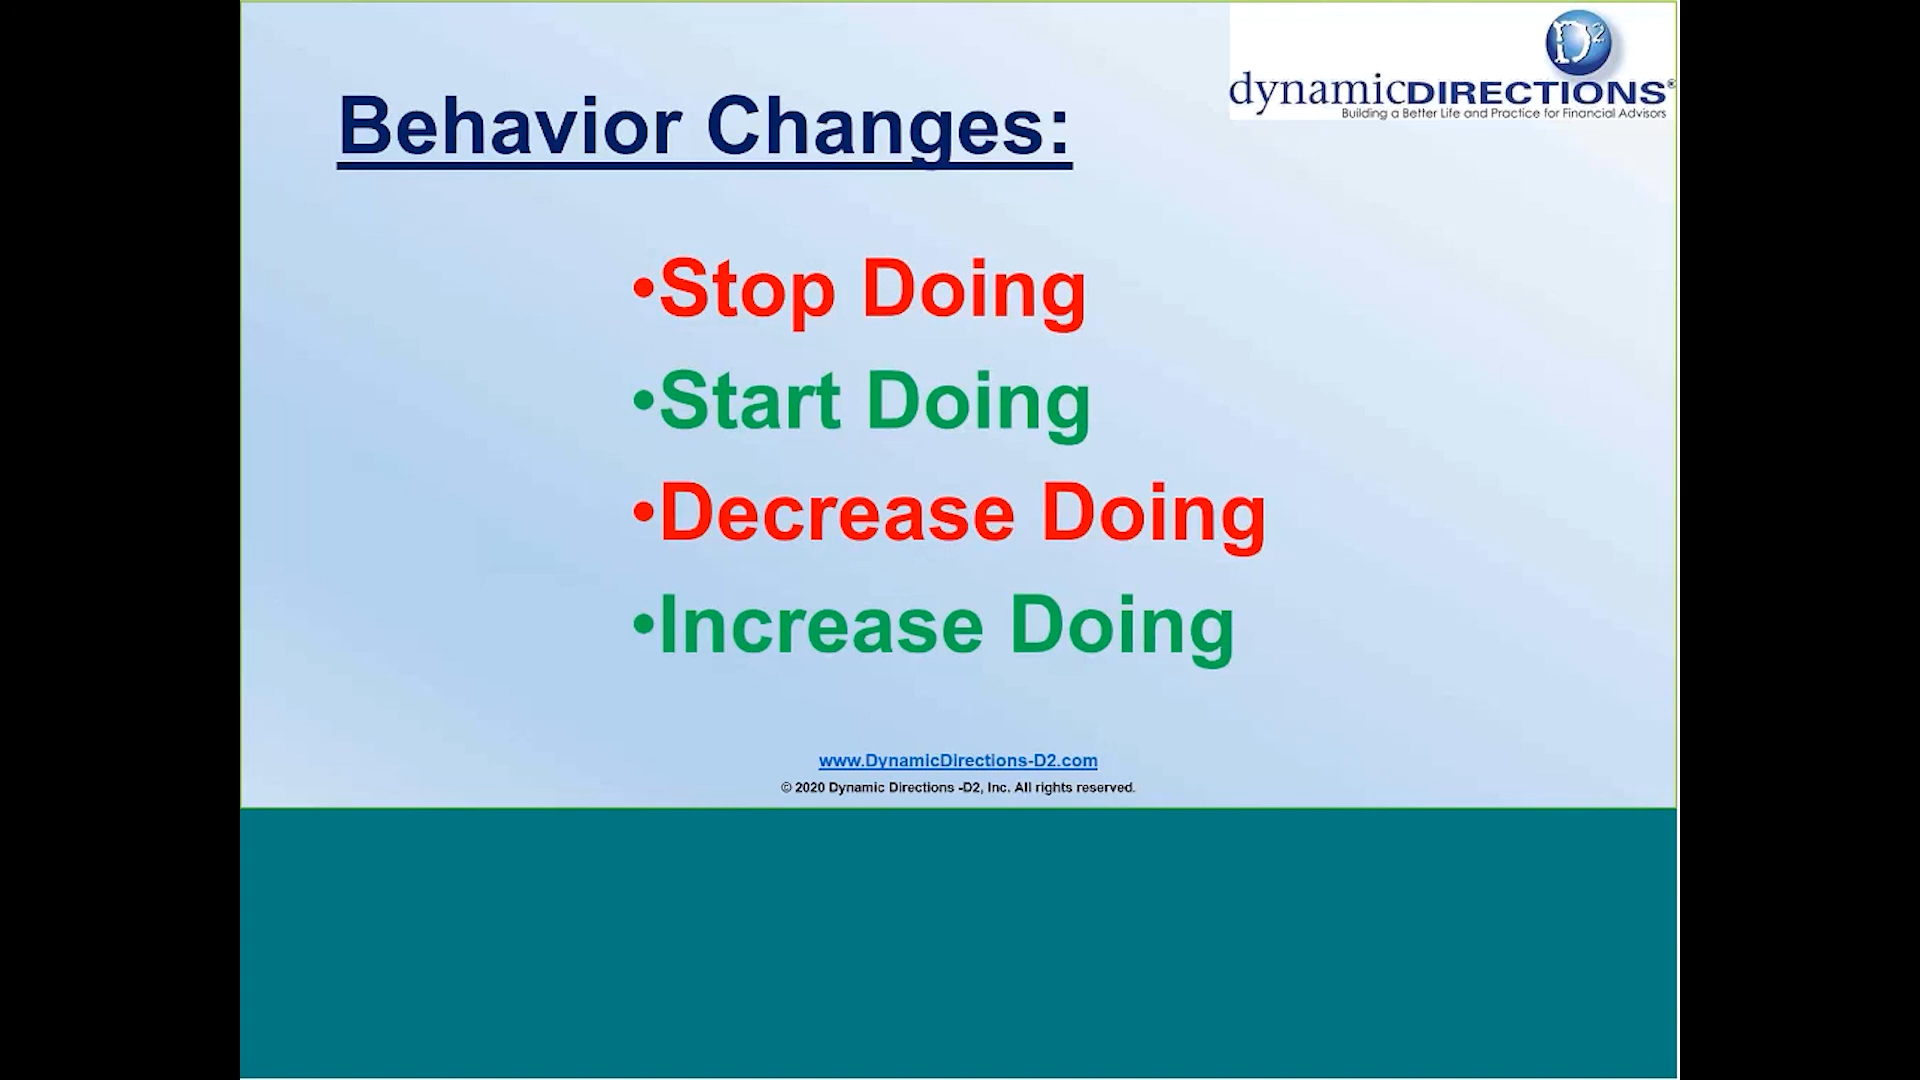 D2
dynamicDIRECTIONS®
Building a Better Life and Practice for Financial Advisors
Behavior Changes:
•Stop Doing
•Start Doing
•Decrease Doing
•Increase Doing
www.DynamicDirections-D2.com
© 2020 Dynamic Directions -D2, Inc. All rights reserved.